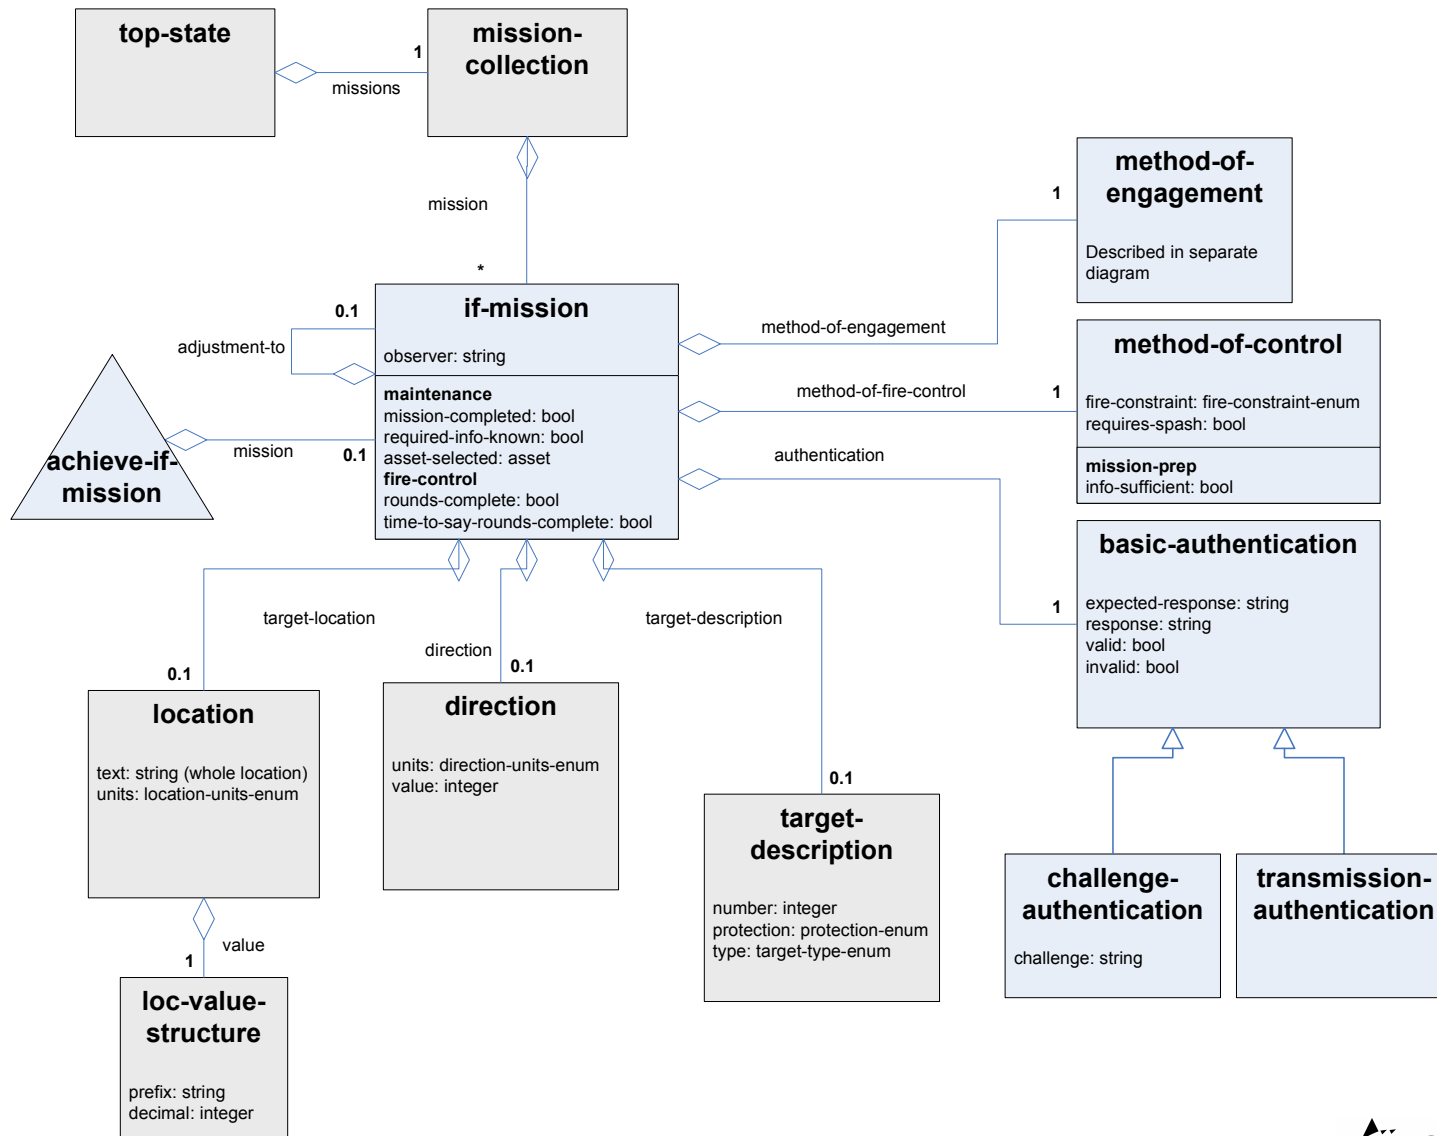 top-state
mission-
collection
1
missions
mission
*
method-of-
engagement
Described in separate
diagram
1
if-mission
observer: string
maintenance
mission-completed: bool
required-info-known: bool
asset-selected: asset
fire-control
rounds-complete: bool
time-to-say-rounds-complete: bool
0.1
adjustment-to
achieve-if-
mission
mission
0.1
method-of-engagement
method-of-fire-control
1
authentication
method-of-control
fire-constraint: fire-constraint-enum
requires-spash: bool
mission-prep
info-sufficient: bool
basic-authentication
expected-response: string
response: string
valid: bool
invalid: bool
1
target-location
direction
target-description
0.1
0.1
0.1
location
text: string (whole location)
units: location-units-enum
direction
units: direction-units-enum
value: integer
target-
description
number: integer
protection: protection-enum
type: target-type-enum
challenge-
authentication
challenge: string
transmission-
authentication
value
1
loc-value-
structure
prefix: string
decimal: integer